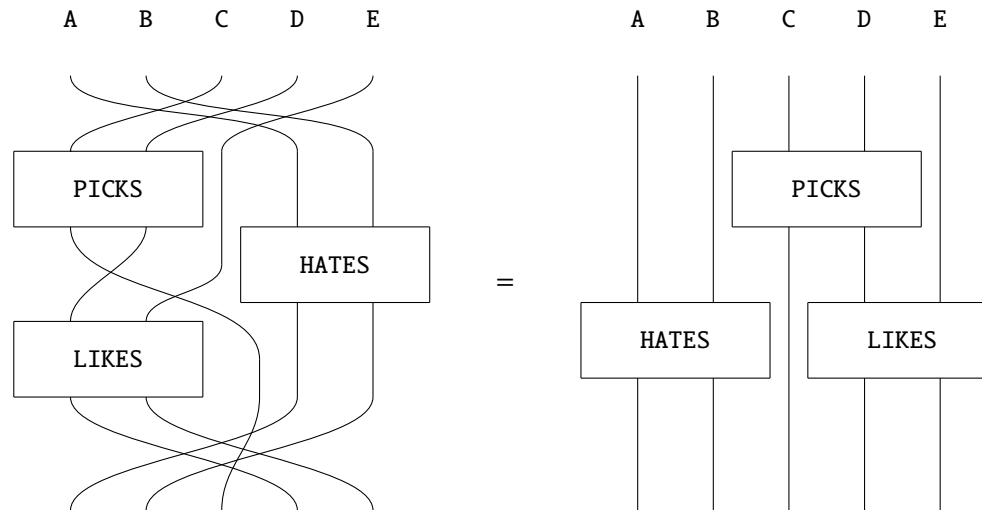 A B C D E A B C D E
PICKS PICKS
HATES
=
HATES LIKES
LIKES